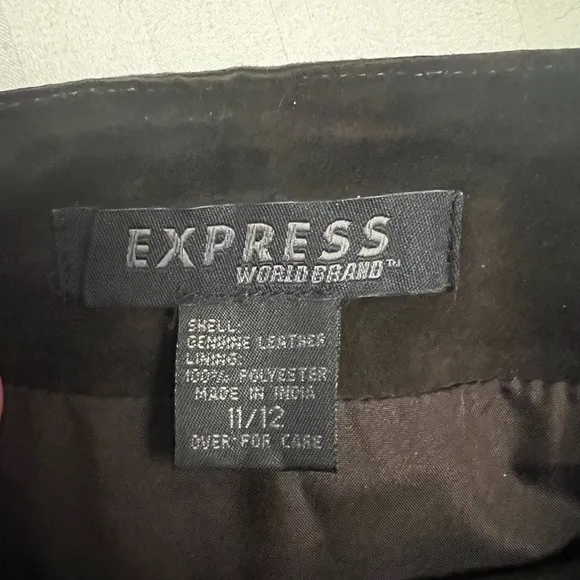 EXPRESS
WORLD BRAND™
SHELL:
GENUINE LEATHER
LINING:
100% POLYESTER
MADE IN INDIA
11/12
OVER FOR CARE